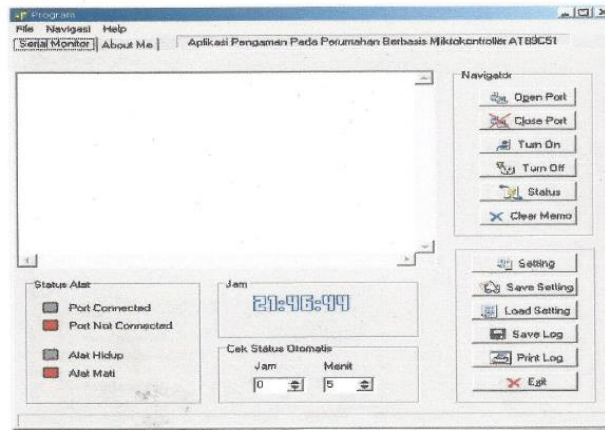 Program
File Navigasi Help
Serial Monitor About Me Aplikasi Pengaman Pada Perumahan Berbasis Miktokontroller AT89C51
Navigator
Open Port
Close Port
Turn On
Turn Off
Status
Clear Memo
Setting
Save Setting
Load Setting
Save Log
Print Log
Exit
Status Alat
Port Connected
Port Not Connected
Alat Hidup
Alat Mati
Jam
21:46:44
Cek Status Otomatis
Jam Menit
0 5